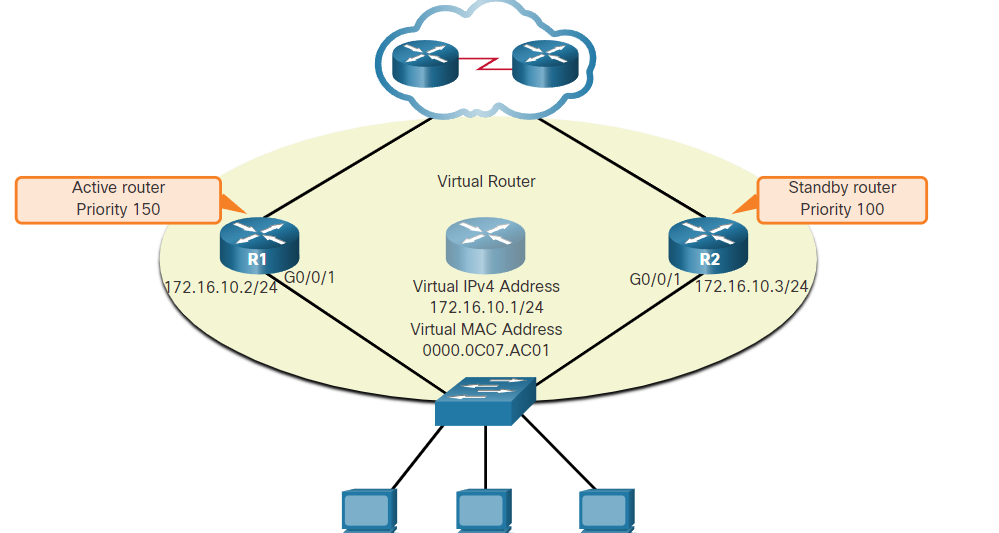 Virtual Router
Active router
Priority 150
Standby router
Priority 100
R1
R2
172.16.10.2/24
G0/0/1
G0/0/1
172.16.10.3/24
Virtual IPv4 Address
172.16.10.1/24
Virtual MAC Address
0000.0C07.AC01